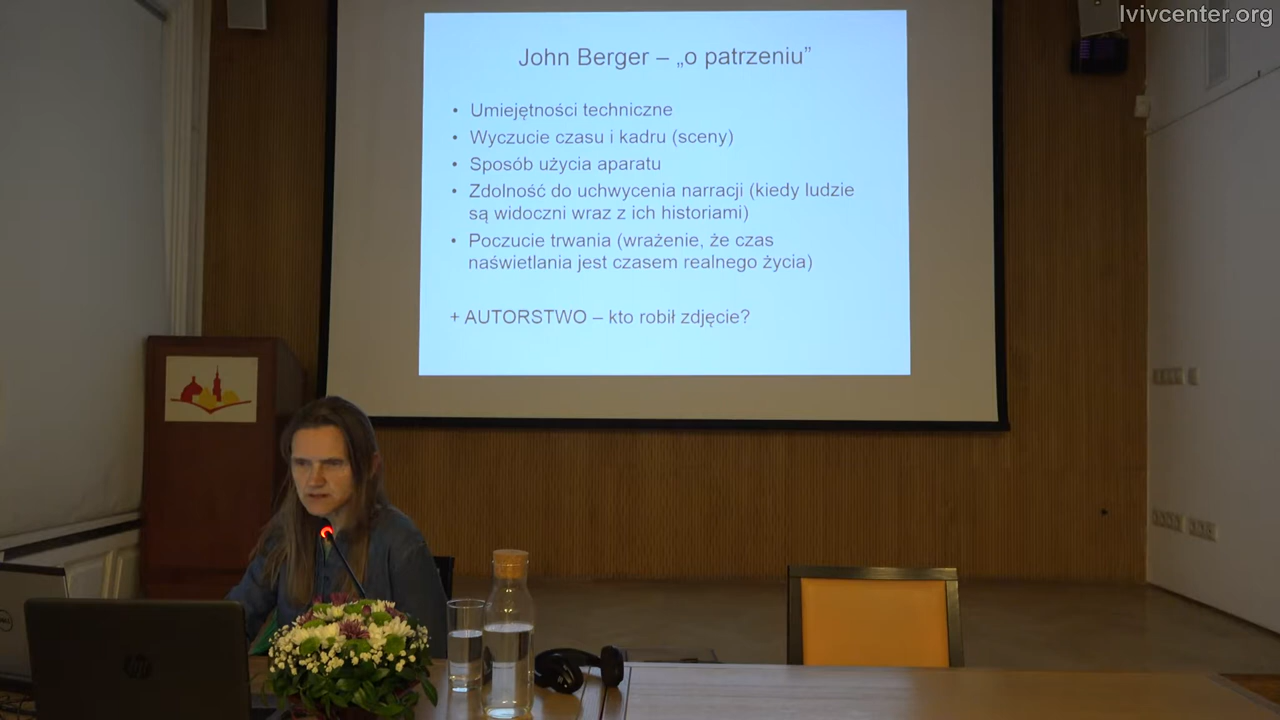 lvivcenter.org
John Berger – „o patrzeniu”
• Umiejętności techniczne
• Wyczucie czasu i kadru (sceny)
• Sposób użycia aparatu
• Zdolność do uchwycenia narracji (kiedy ludzie
są widoczni wraz z ich historiami)
• Poczucie trwania (wrażenie, że czas
naświetlania jest czasem realnego życia)
+ AUTORSTWO – kto robił zdjęcie?
hp